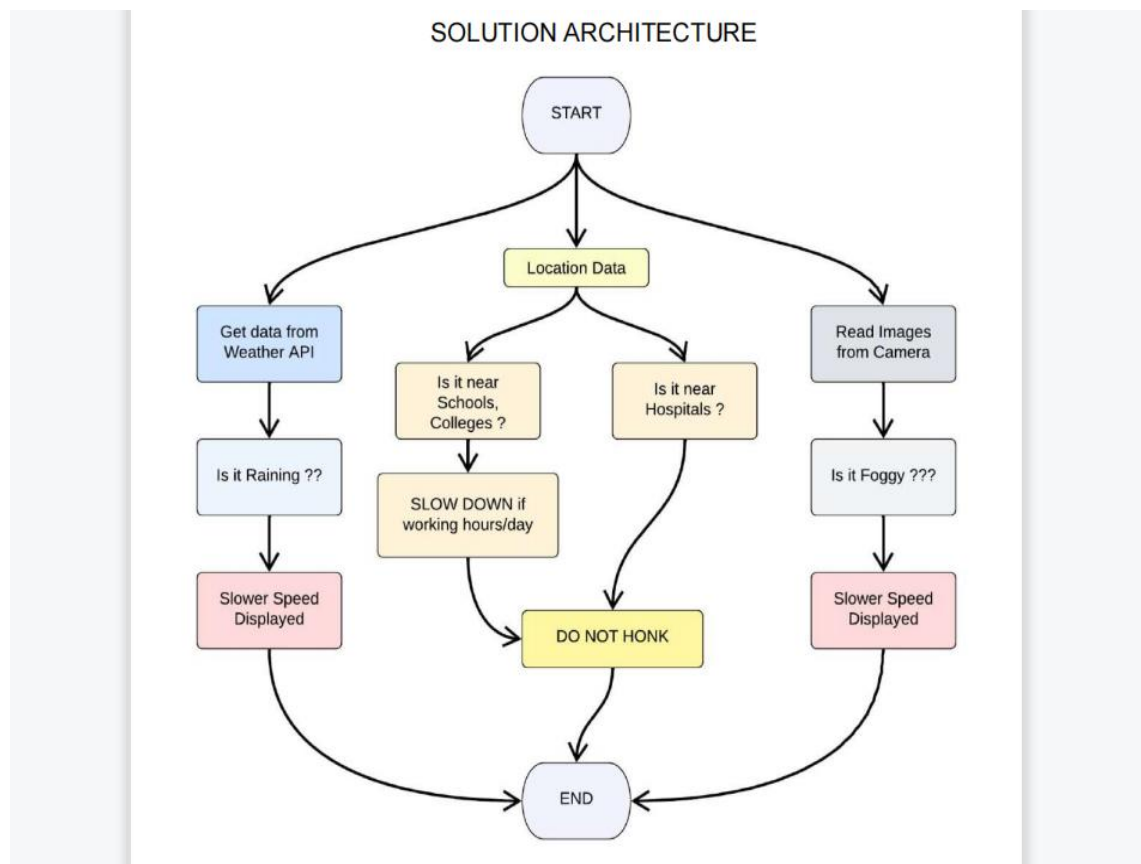 SOLUTION ARCHITECTURE
START
Location Data
Get data from
Weather API
Read Images
from Camera
Is it near
Schools,
Colleges ?
Is it near
Hospitals ?
Is it Raining ??
Is it Foggy ???
SLOW DOWN if
working hours/day
Slower Speed
Displayed
Slower Speed
Displayed
DO NOT HONK
END